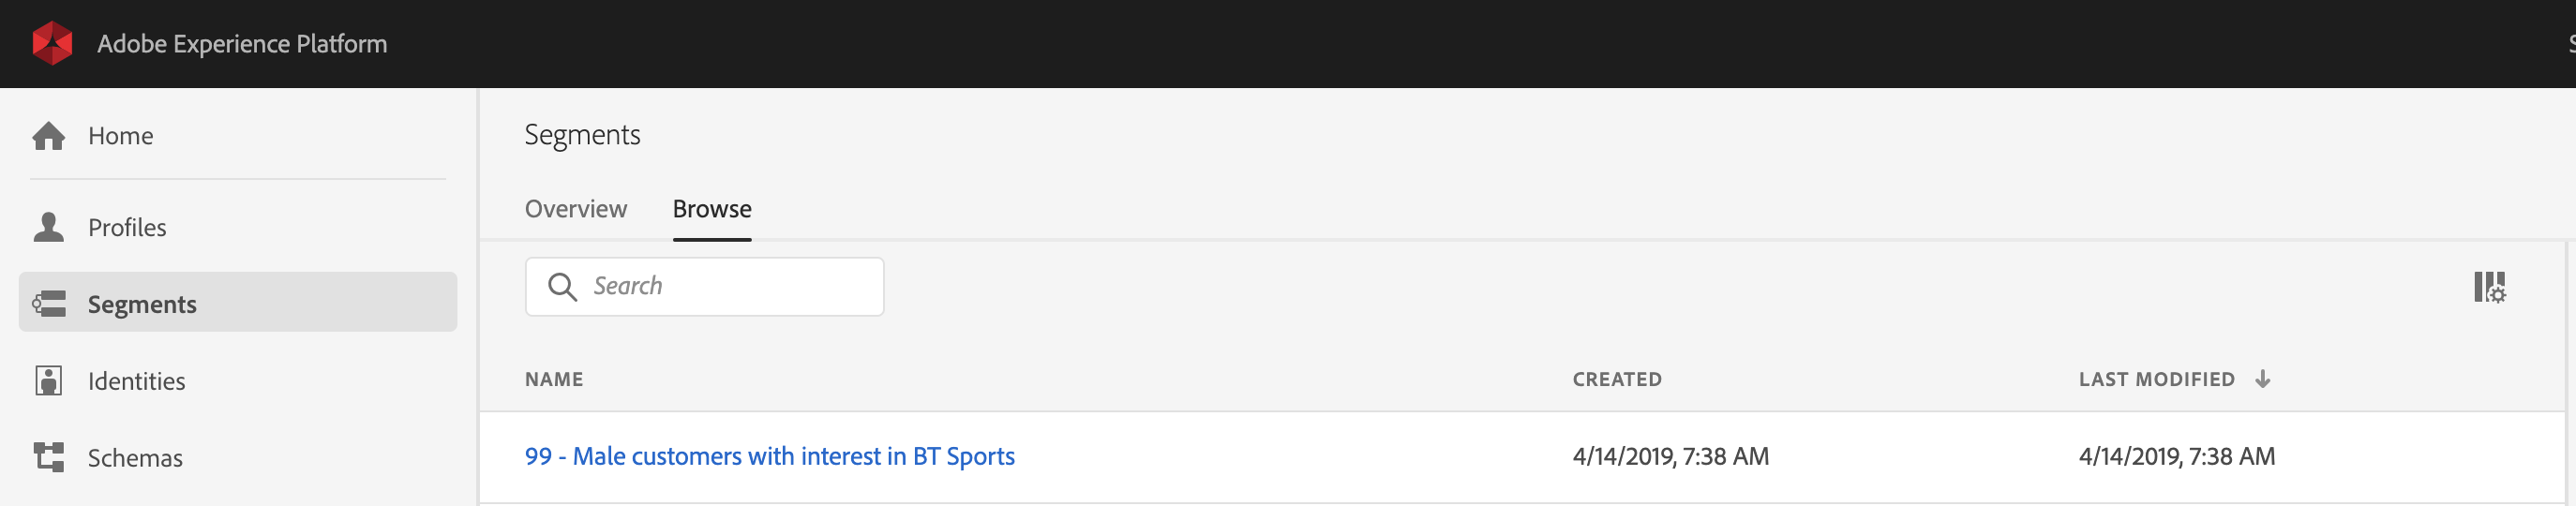 Adobe Experience Platform
Home
Profiles
Segments
Identities
Schemas
Segments
Overview Browse
Search
NAME CREATED LAST MODIFIED
99 - Male customers with interest in BT Sports 4/14/2019, 7:38 AM 4/14/2019, 7:38 AM